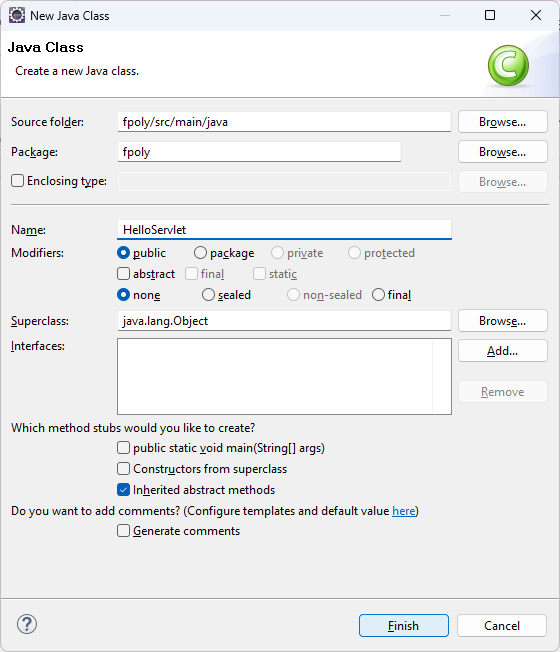 New Java Class
Java Class
Create a new Java class.
C
Source folder: fpoly/src/main/java Browse...
Package: fpoly Browse...
Enclosing type: Browse...
Name: HelloServlet
Modifiers: public package private protected
abstract final static
none sealed non-sealed final
Superclass: java.lang.Object Browse...
Interfaces: Add...
Remove
Which method stubs would you like to create?
public static void main(String[] args)
Constructors from superclass
Inherited abstract methods
Do you want to add comments? (Configure templates and default value here)
Generate comments
? Finish Cancel